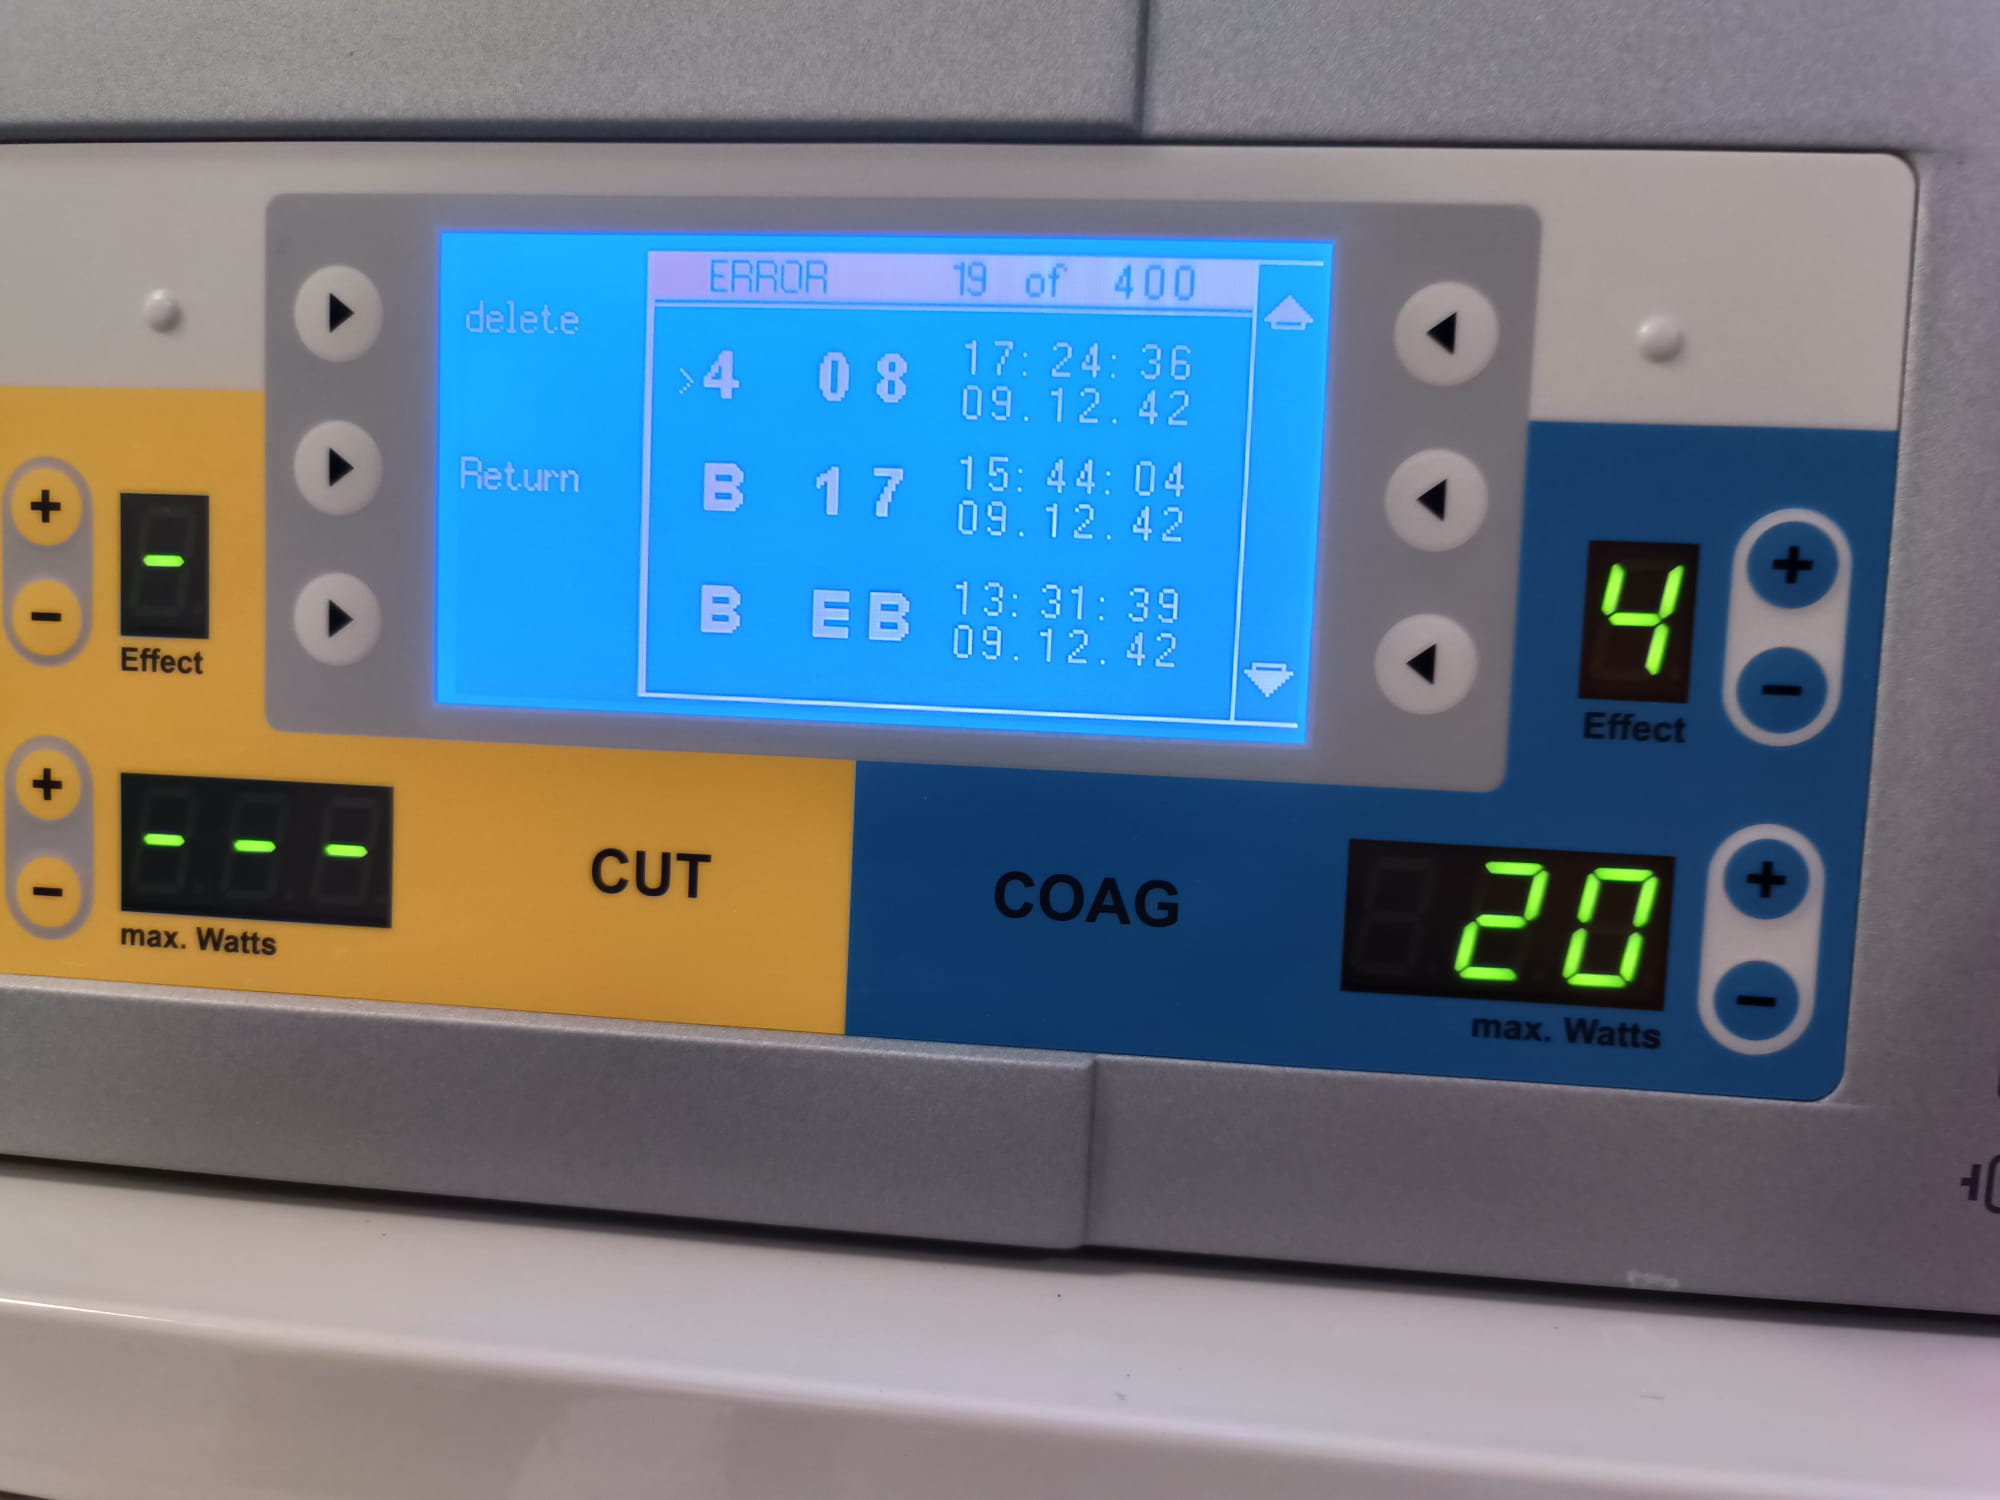 ERROR 19 of 400
delete
>4 08 17:24:36
09.12.42
Return
B 17 15:44:04
09.12.42
B EB 13:31:39
09.12.42
+
-
-
Effect
4
+
-
Effect
+
-
- - -
max. Watts
CUT
COAG
20
+
-
max. Watts